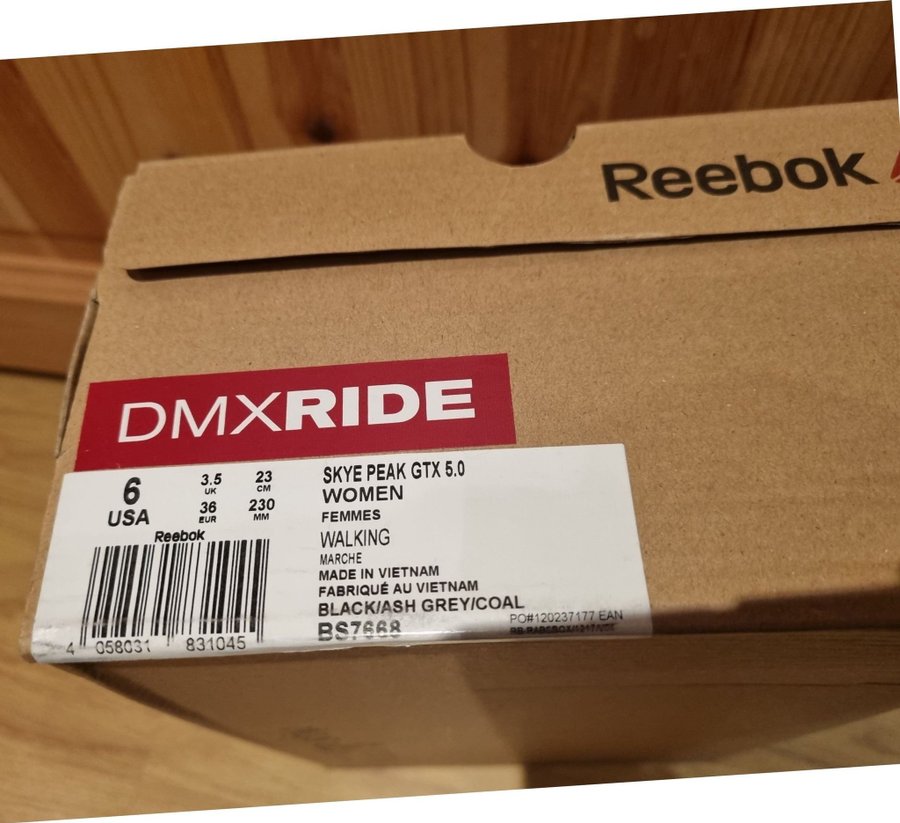 Reebok
DMXRIDE
6
USA
3.5
UK
36
EUR
23
CM
230
MM
Reebok
4 058031 831045
SKYE PEAK GTX 5.0
WOMEN
FEMMES
WALKING
MARCHE
MADE IN VIETNAM
FABRIQUÉ AU VIETNAM
BLACK/ASH GREY/COAL
BS7668
PO#120237177 EAN